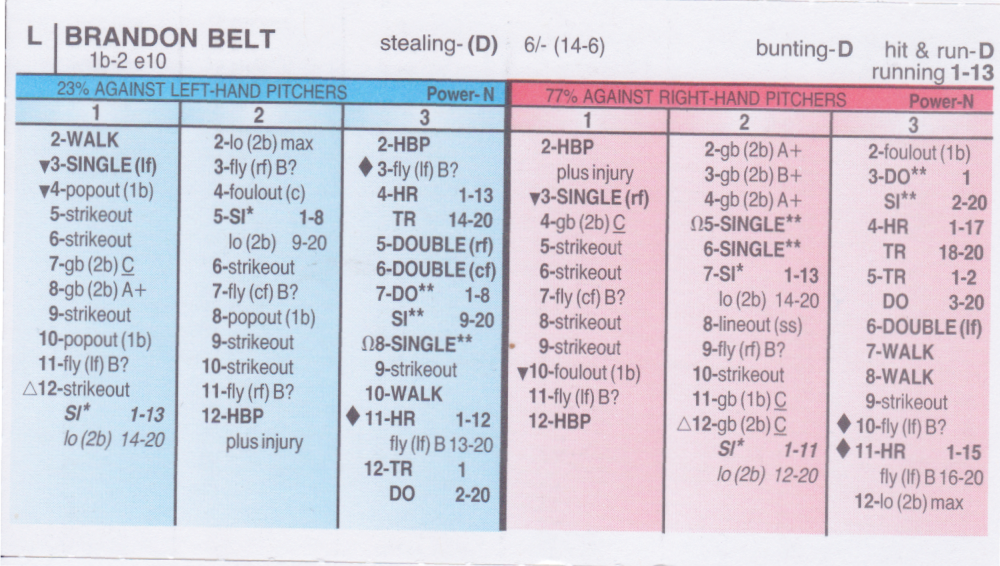 L BRANDON BELT stealing- (D) 6/- (14-6) bunting-D hit & run-D
1b-2 e10 running 1-13
23% AGAINST LEFT-HAND PITCHERS Power-N
1 2 3
2-WALK
▼3-SINGLE (lf)
▼4-popout (1b)
5-strikeout
6-strikeout
7-gb (2b) C
8-gb (2b) A+
9-strikeout
10-popout (1b)
11-fly (lf) B?
△12-strikeout
SI* 1-13
lo (2b) 14-20
2-lo (2b) max
3-fly (rf) B?
4-foulout (c)
5-SI* 1-8
lo (2b) 9-20
6-strikeout
7-fly (cf) B?
8-popout (1b)
9-strikeout
10-strikeout
11-fly (rf) B?
12-HBP
plus injury
2-HBP
♦ 3-fly (lf) B?
4-HR 1-13
TR 14-20
5-DOUBLE (rf)
6-DOUBLE (cf)
7-DO** 1-8
SI** 9-20
Ω8-SINGLE**
9-strikeout
10-WALK
♦ 11-HR 1-12
fly (lf) B 13-20
12-TR 1
DO 2-20
77% AGAINST RIGHT-HAND PITCHERS Power-N
1 2 3
2-HBP
plus injury
▼3-SINGLE (rf)
4-gb (2b) C
5-strikeout
6-strikeout
7-fly (cf) B?
8-strikeout
9-strikeout
▼10-foulout (1b)
11-fly (lf) B?
12-HBP
2-gb (2b) A+
3-gb (2b) B+
4-gb (2b) A+
Ω5-SINGLE**
6-SINGLE**
7-SI* 1-13
lo (2b) 14-20
8-lineout (ss)
9-fly (rf) B?
10-strikeout
11-gb (1b) C
△12-gb (2b) C
SI* 1-11
lo (2b) 12-20
2-foulout (1b)
3-DO** 1
SI** 2-20
4-HR 1-17
TR 18-20
5-TR 1-2
DO 3-20
6-DOUBLE (lf)
7-WALK
8-WALK
9-strikeout
♦ 10-fly (lf) B?
♦ 11-HR 1-15
fly (lf) B 16-20
12-lo (2b) max